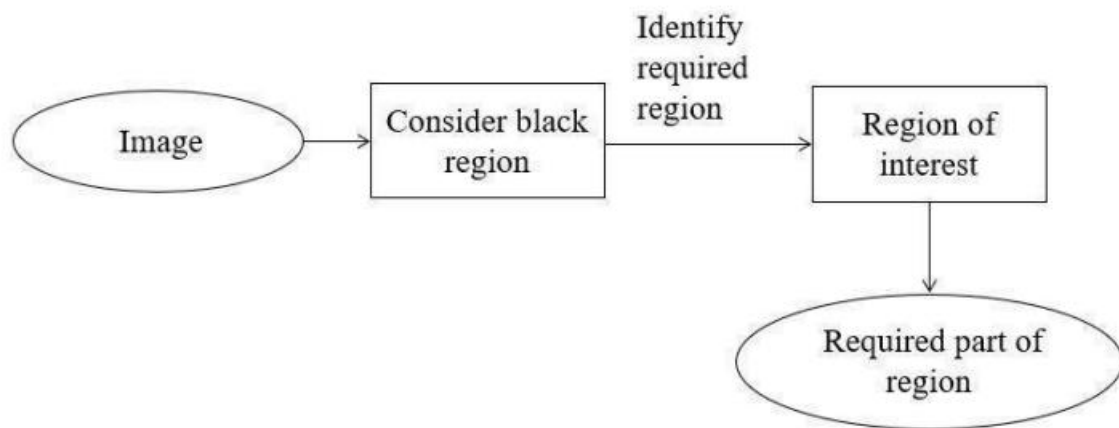 Image
Consider black
region
Identify
required
region
Region of
interest
Required part of
region